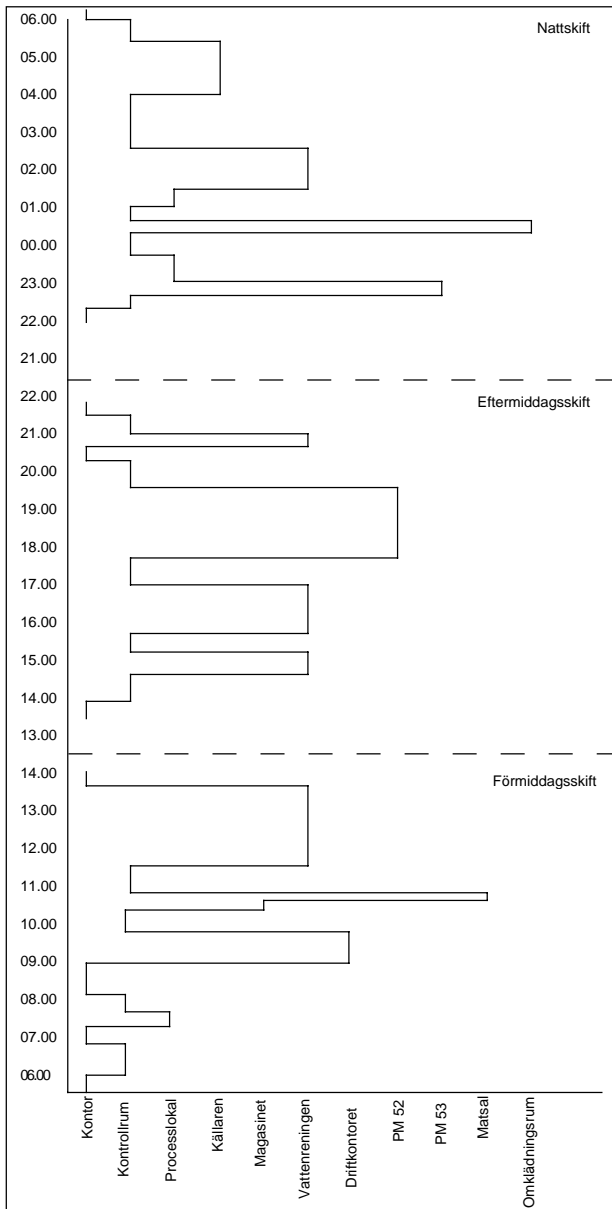 06.00
Nattskift
05.00
04.00
03.00
02.00
01.00
00.00
23.00
22.00
21.00
22.00
Eftermiddagsskift
21.00
20.00
19.00
18.00
17.00
16.00
15.00
14.00
13.00
14.00
Förmiddagsskift
13.00
12.00
11.00
10.00
09.00
08.00
07.00
06.00
Kontor
Kontrollrum
Processlokal
Källaren
Magasinet
Vattenreningen
Driftkontoret
PM 52
PM 53
Matsal
Omklädningsrum